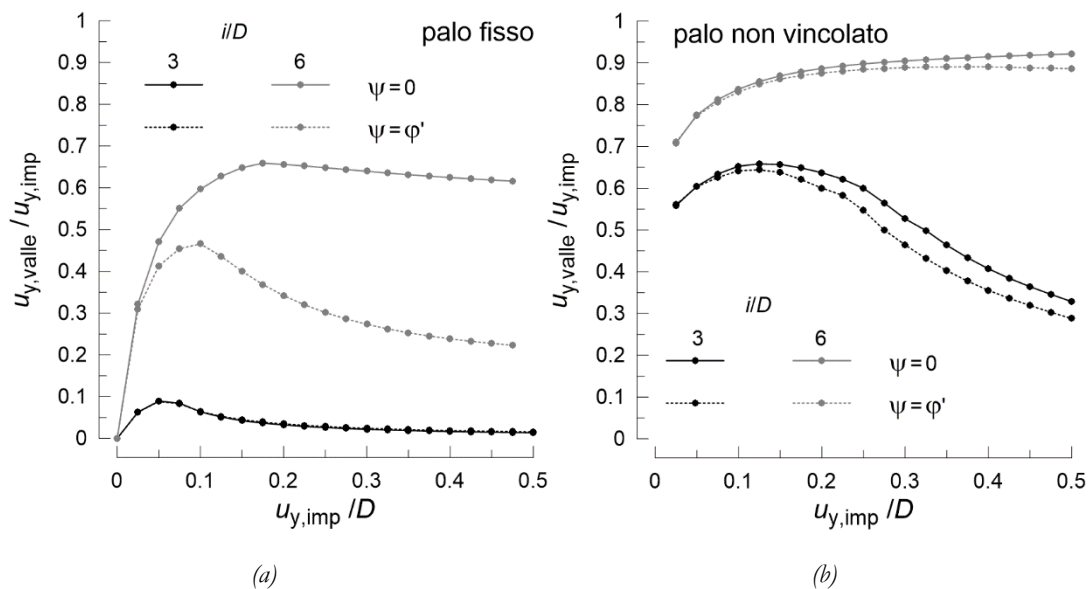 palo fisso
i/D
3 6
ψ = 0
ψ = φ'
1
0.9
0.8
0.7
0.6
0.5
0.4
0.3
0.2
0.1
0
u_y,valle / u_y,imp
0 0.1 0.2 0.3 0.4 0.5
u_y,imp / D
(a)
palo non vincolato
1
0.9
0.8
0.7
0.6
0.5
0.4
0.3
0.2
0.1
0
u_y,valle / u_y,imp
i/D
3 6
ψ = 0
ψ = φ'
0 0.1 0.2 0.3 0.4 0.5
u_y,imp / D
(b)